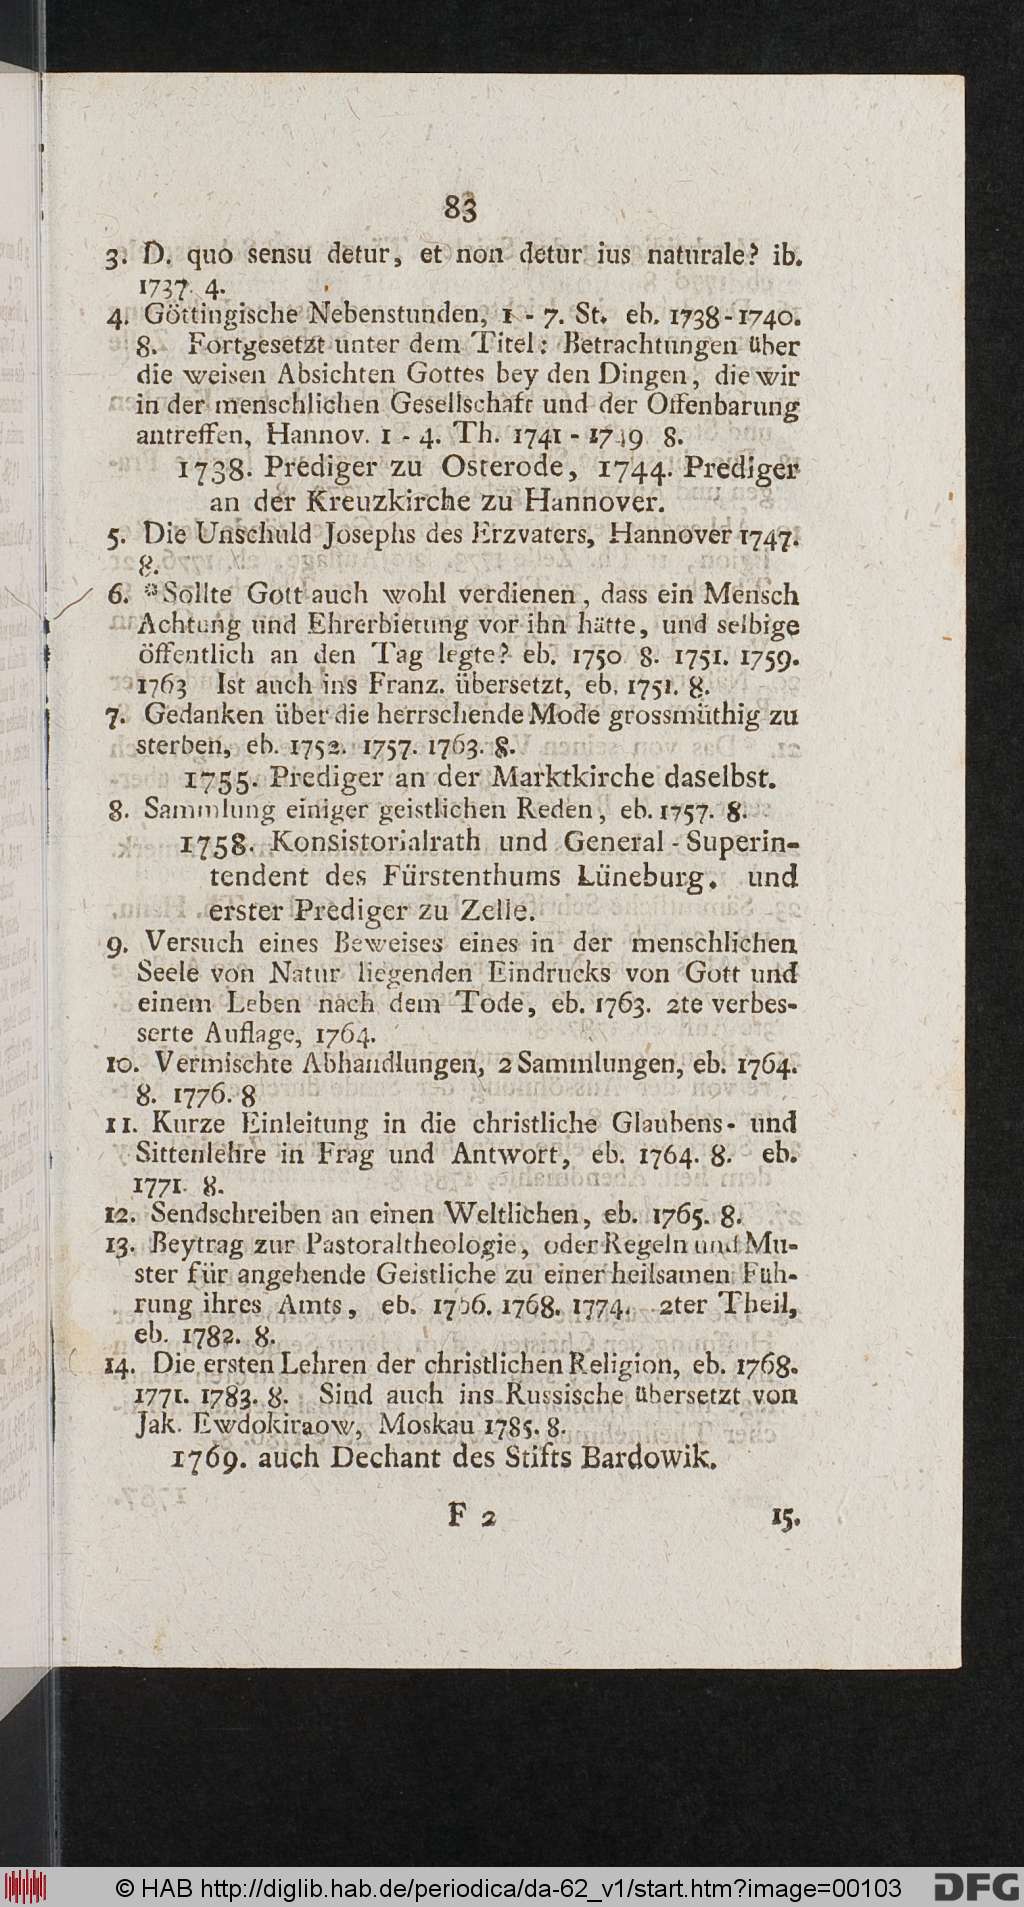 83
3. D. quo sensu detur, et non detur ius naturale? ib.
1737. 4.
4. Göttingische Nebenstunden, 1 - 7. St. eb. 1738-1740.
8. Fortgesetzt unter dem Titel: Betrachtungen über
die weisen Absichten Gottes bey den Dingen, die wir
in der menschlichen Gesellschaft und der Offenbarung
antreffen, Hannov. 1 - 4. Th. 1741 - 1749 8.
1738. Prediger zu Osterode, 1744. Prediger
an der Kreuzkirche zu Hannover.
5. Die Unschuld Josephs des Erzvaters, Hannover 1747.
8.
6. *Sollte Gott auch wohl verdienen, dass ein Mensch
Achtung und Ehrerbietung vor ihn hätte, und selbige
öffentlich an den Tag legte? eb. 1750 8. 1751. 1759.
1763 Ist auch ins Franz. übersetzt, eb. 1751. 8.
7. Gedanken über die herrschende Mode grossmüthig zu
sterben, eb. 1752. 1757. 1763. 8.
1755. Prediger an der Marktkirche daselbst.
8. Sammlung einiger geistlichen Reden, eb. 1757. 8.
1758. Konsistorialrath und General-Superin-
tendent des Fürstenthums Lüneburg, und
erster Prediger zu Zelle.
9. Versuch eines Beweises eines in der menschlichen
Seele von Natur liegenden Eindrucks von Gott und
einem Leben nach dem Tode, eb. 1763. 2te verbes-
serte Auflage, 1764.
10. Vermischte Abhandlungen, 2 Sammlungen, eb. 1764.
8. 1776. 8
11. Kurze Einleitung in die christliche Glaubens- und
Sittenlehre in Frag und Antwort, eb. 1764. 8. eb.
1771. 8.
12. Sendschreiben an einen Weltlichen, eb. 1765. 8.
13. Beytrag zur Pastoraltheologie, oder Regeln und Mu-
ster für angehende Geistliche zu einer heilsamen Füh-
rung ihres Amts, eb. 1766. 1768. 1774. 2ter Theil,
eb. 1782. 8.
14. Die ersten Lehren der christlichen Religion, eb. 1768.
1771. 1783. 8. Sind auch ins Russische übersetzt von
Jak. Ewdokimow, Moskau 1785. 8.
1769. auch Dechant des Stifts Bardowik.
F 2 15.
© HAB http://diglib.hab.de/periodica/da-62_v1/start.htm?image=00103
DFG